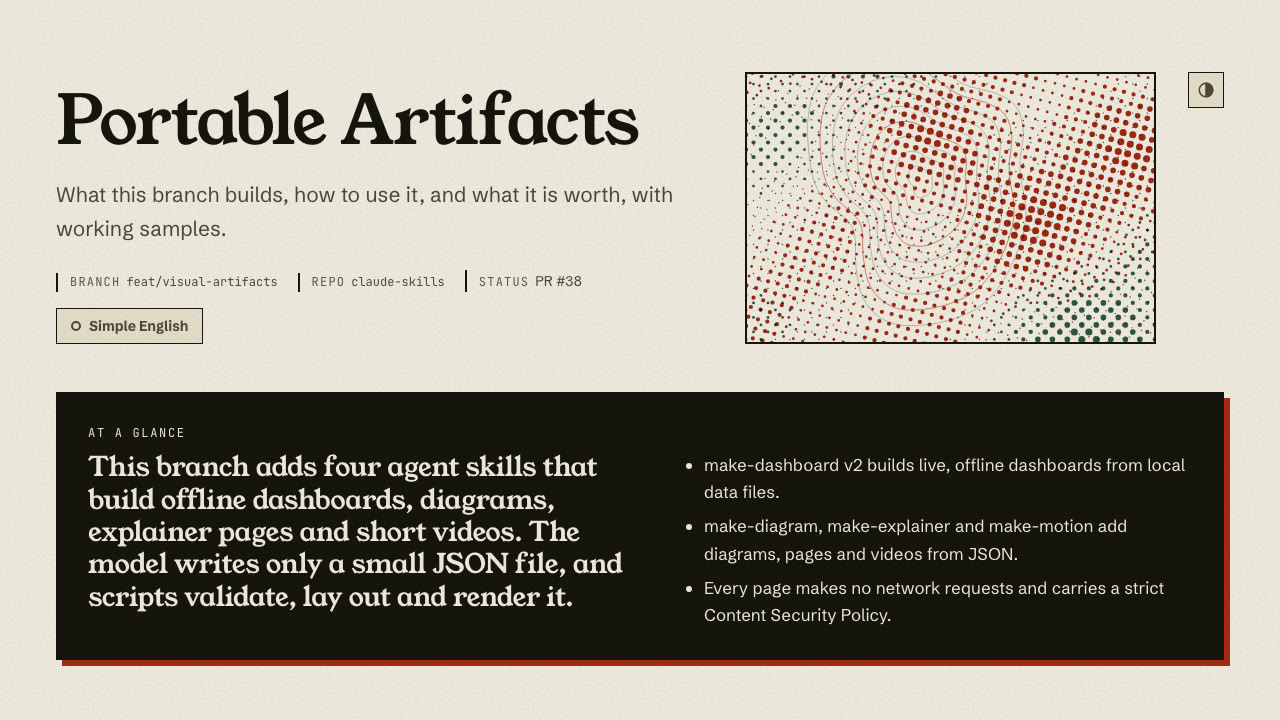 Portable Artifacts
What this branch builds, how to use it, and what it is worth, with
working samples.
BRANCH feat/visual-artifacts
REPO claude-skills
STATUS PR #38
Simple English
AT A GLANCE
This branch adds four agent skills that
build offline dashboards, diagrams,
explainer pages and short videos. The
model writes only a small JSON file, and
scripts validate, lay out and render it.
make-dashboard v2 builds live, offline dashboards from local
data files.
make-diagram, make-explainer and make-motion add
diagrams, pages and videos from JSON.
Every page makes no network requests and carries a strict
Content Security Policy.